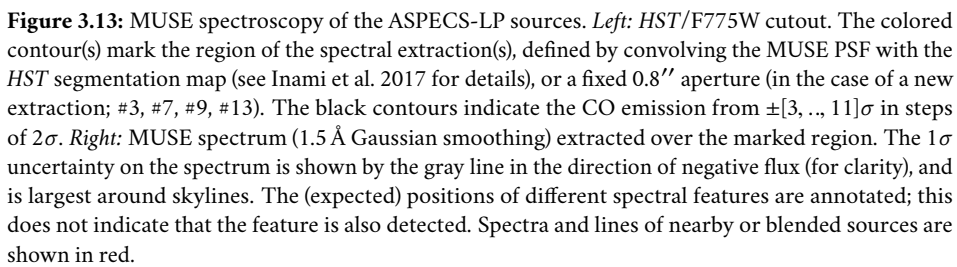 Figure 3.13: MUSE spectroscopy of the ASPECS-LP sources. Left: HST/F775W cutout. The colored
contour(s) mark the region of the spectral extraction(s), defined by convolving the MUSE PSF with the
HST segmentation map (see Inami et al. 2017 for details), or a fixed 0.8′′ aperture (in the case of a new
extraction; #3, #7, #9, #13). The black contours indicate the CO emission from ±[3, .., 11]σ in steps
of 2σ. Right: MUSE spectrum (1.5 Å Gaussian smoothing) extracted over the marked region. The 1σ
uncertainty on the spectrum is shown by the gray line in the direction of negative flux (for clarity), and
is largest around skylines. The (expected) positions of different spectral features are annotated; this
does not indicate that the feature is also detected. Spectra and lines of nearby or blended sources are
shown in red.